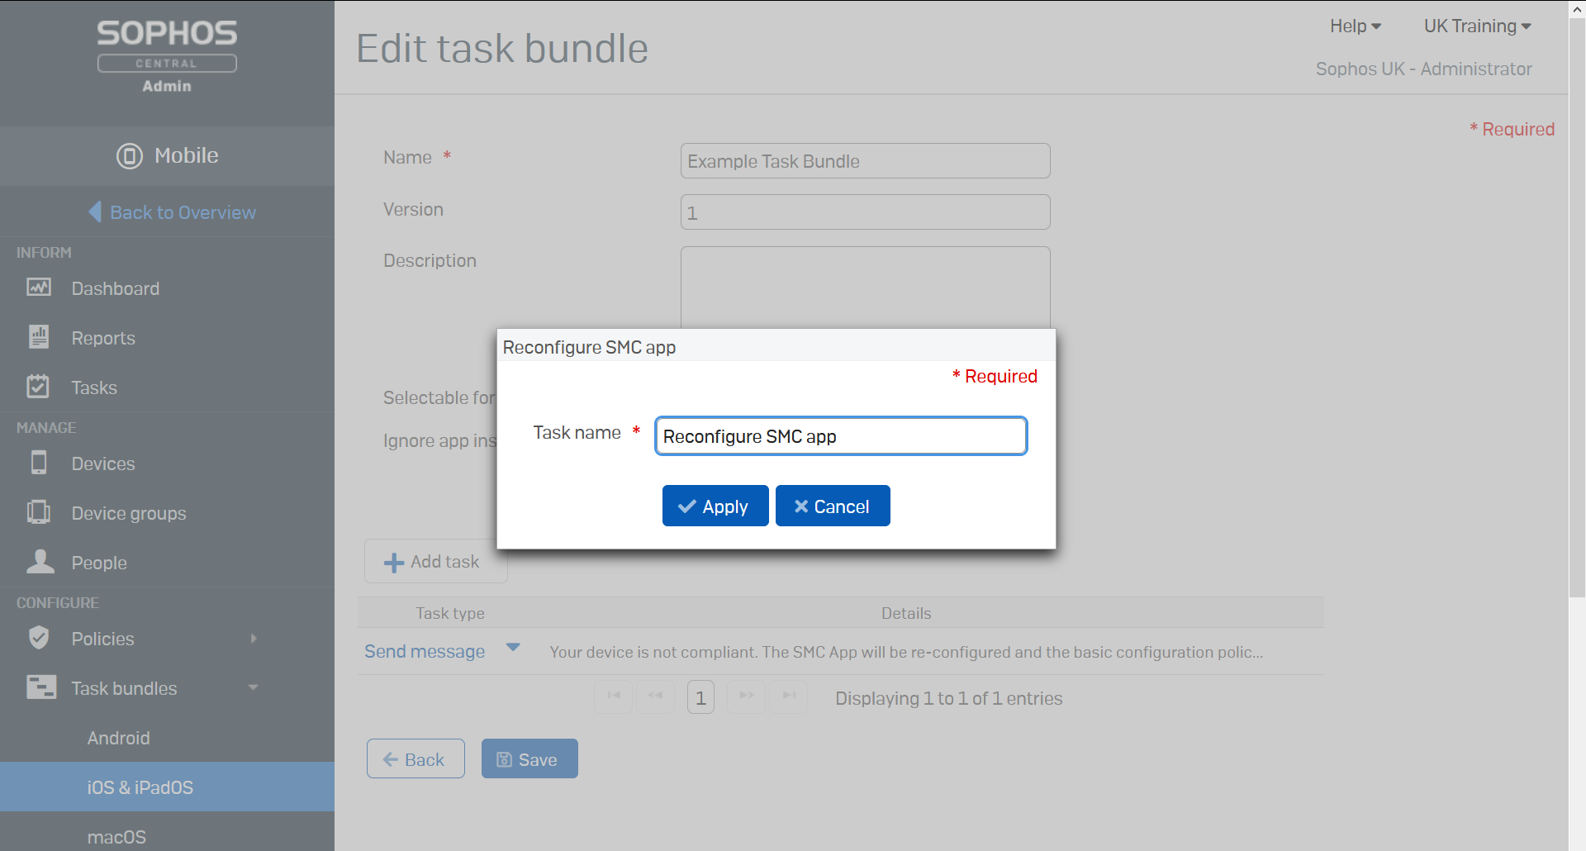 SOPHOS
CENTRAL
Admin
Mobile
Back to Overview
INFORM
Dashboard
Reports
Tasks
MANAGE
Devices
Device groups
People
CONFIGURE
Policies
Task bundles
Android
iOS & iPadOS
macOS
Edit task bundle
Help
UK Training
Sophos UK - Administrator
* Required
Name *
Example Task Bundle
Version
1
Description
Selectable for
Ignore app ins
Reconfigure SMC app
* Required
Task name *
Reconfigure SMC app
Apply
Cancel
Add task
Task type
Details
Send message
Your device is not compliant. The SMC App will be re-configured and the basic configuration polic...
1
Displaying 1 to 1 of 1 entries
Back
Save